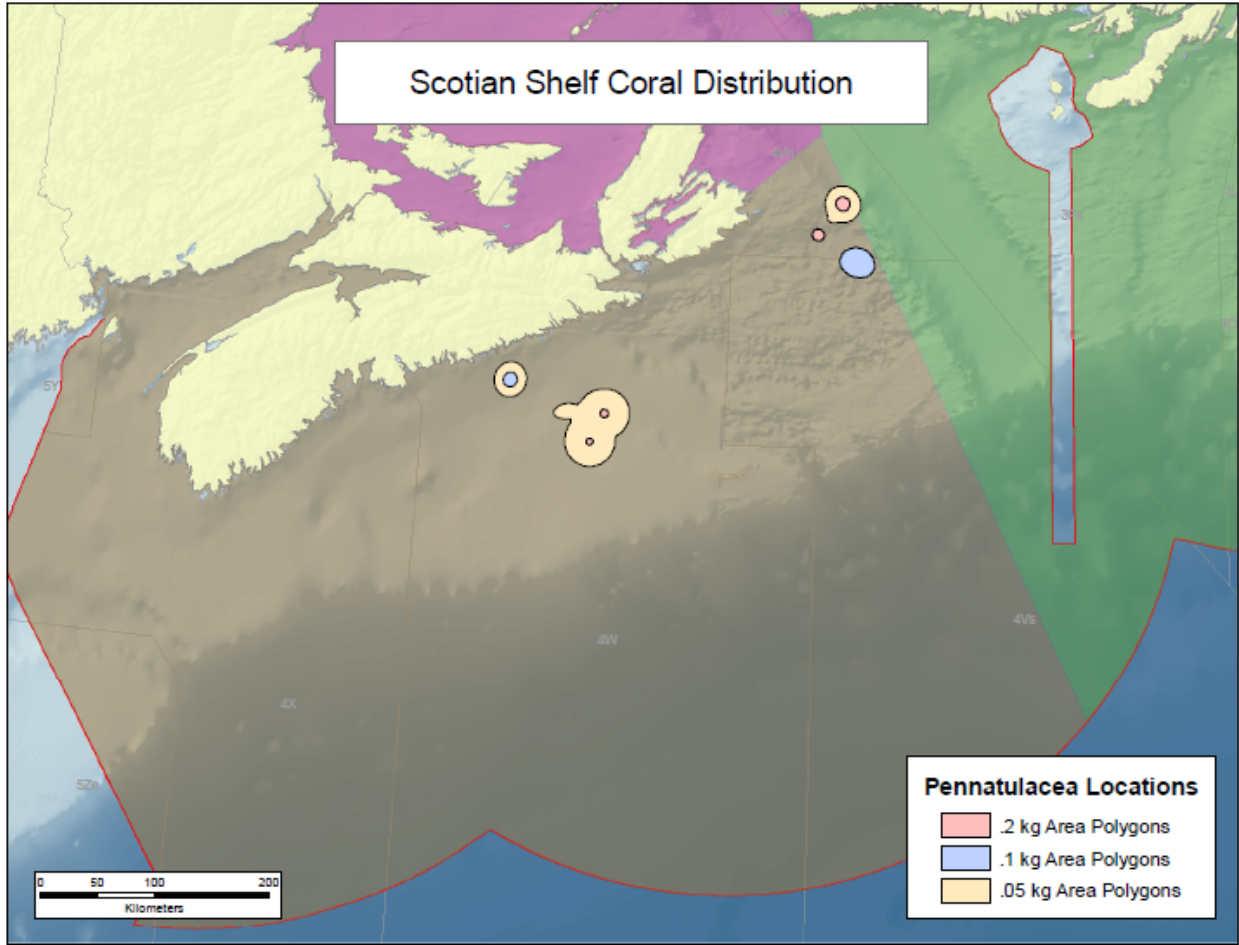 Scotian Shelf Coral Distribution
5Y
4W
4X
4Vs
5Ze
Pennatulacea Locations
.2 kg Area Polygons
.1 kg Area Polygons
.05 kg Area Polygons
0 50 100 200
Kilometers